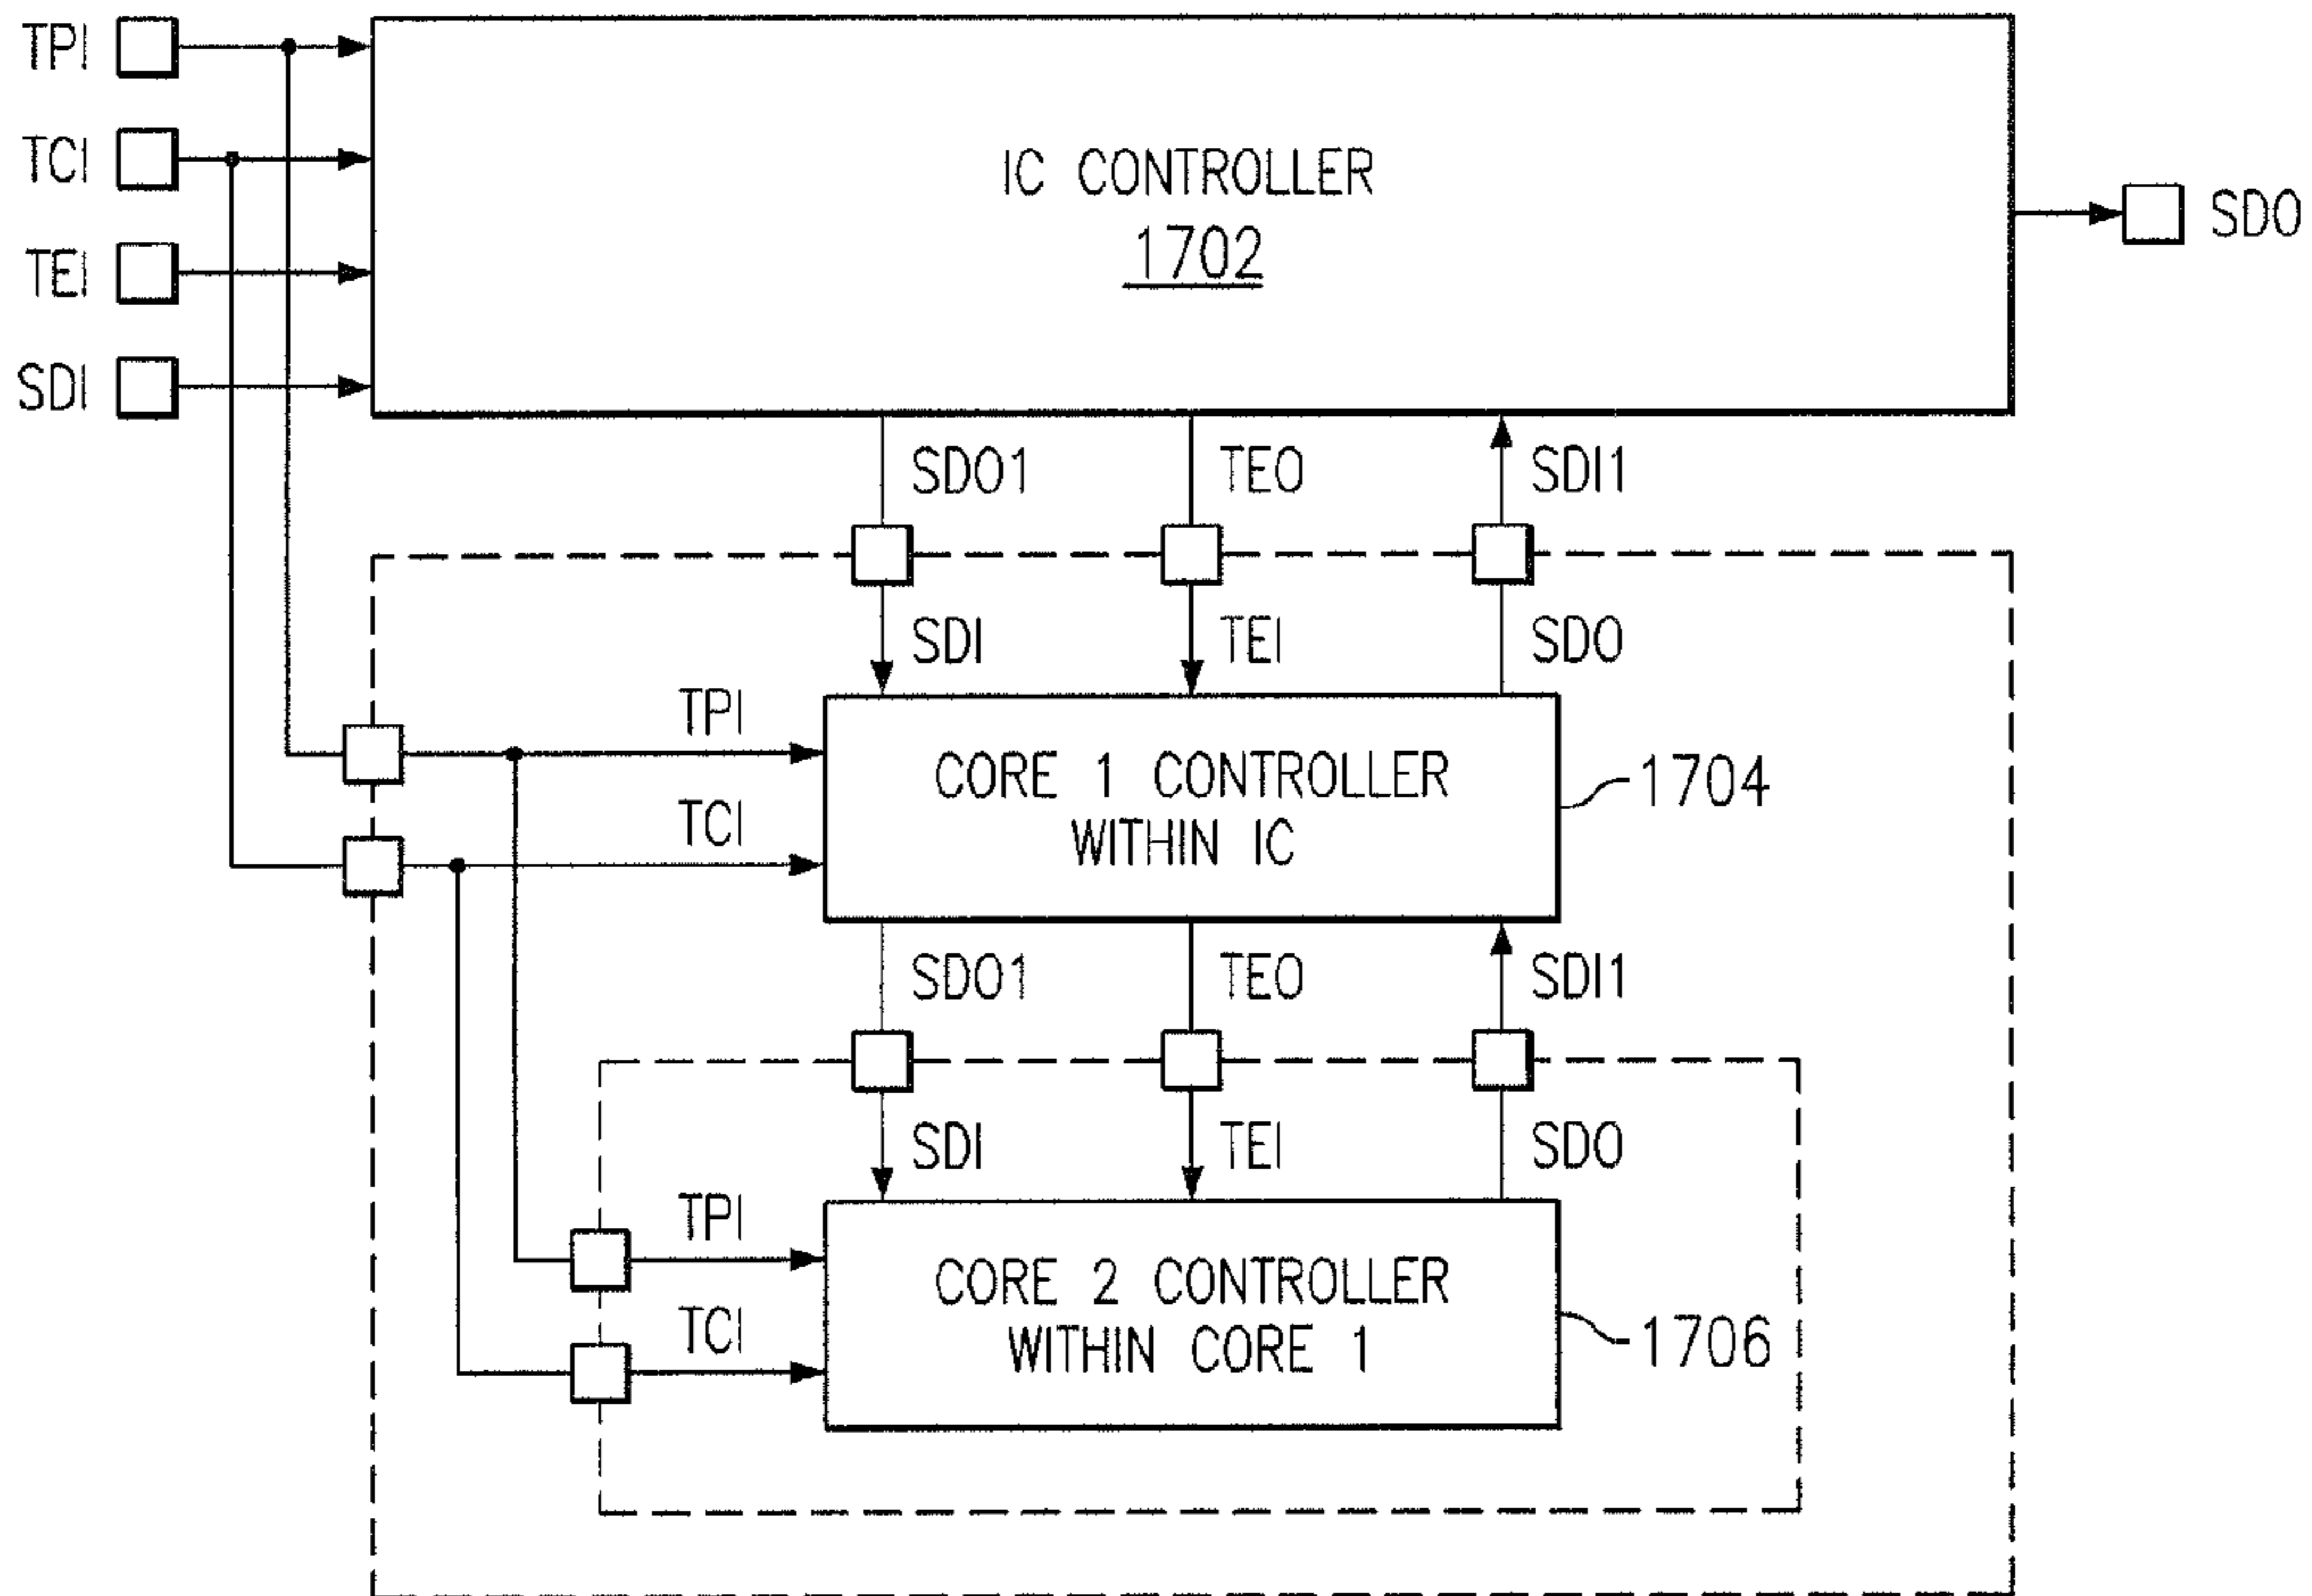 TPI
TCI
TEI
SDI
IC CONTROLLER
1702
SDO
SDO1
TEO
SDI1
SDI
TEI
SDO
TPI
TCI
CORE 1 CONTROLLER
WITHIN IC
1704
SDO1
TEO
SDI1
SDI
TEI
SDO
TPI
TCI
CORE 2 CONTROLLER
WITHIN CORE 1
1706